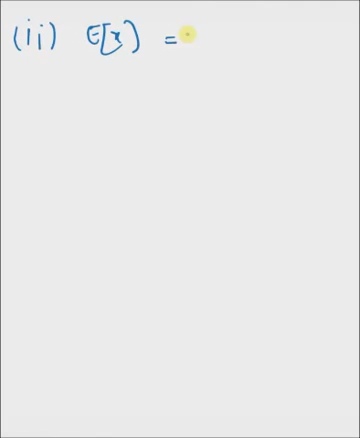 (ii) E[x) =